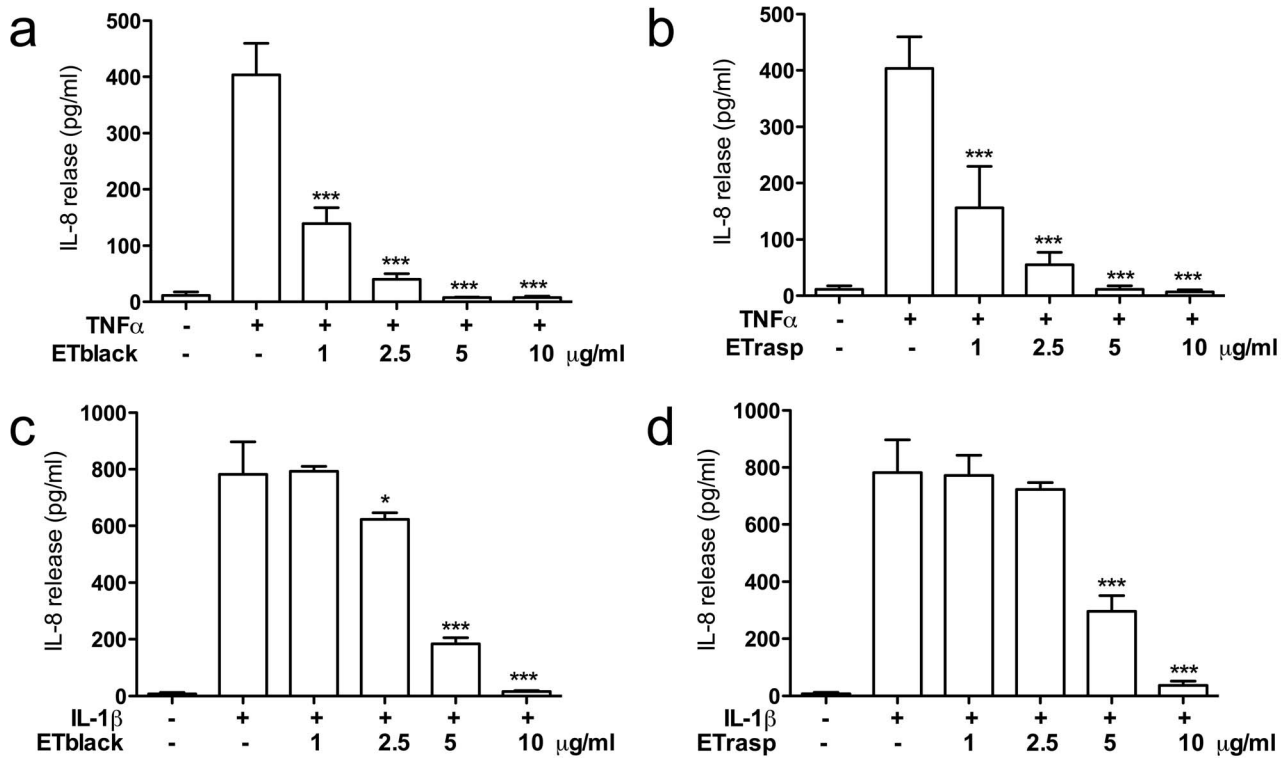 a
IL-8 relase (pg/ml)
500
400
300
200
100
0
***
***
***
***
TNFα - + + + + +
ETblack - - 1 2.5 5 10 μg/ml
b
IL-8 relase (pg/ml)
500
400
300
200
100
0
***
***
***
***
TNFα - + + + + +
ETrasp - - 1 2.5 5 10 μg/ml
c
IL-8 release (pg/ml)
1000
800
600
400
200
0
*
***
***
IL-1β - + + + + +
ETblack - - 1 2.5 5 10 μg/ml
d
IL-8 release (pg/ml)
1000
800
600
400
200
0
***
***
IL-1β - + + + + +
ETrasp - - 1 2.5 5 10 μg/ml